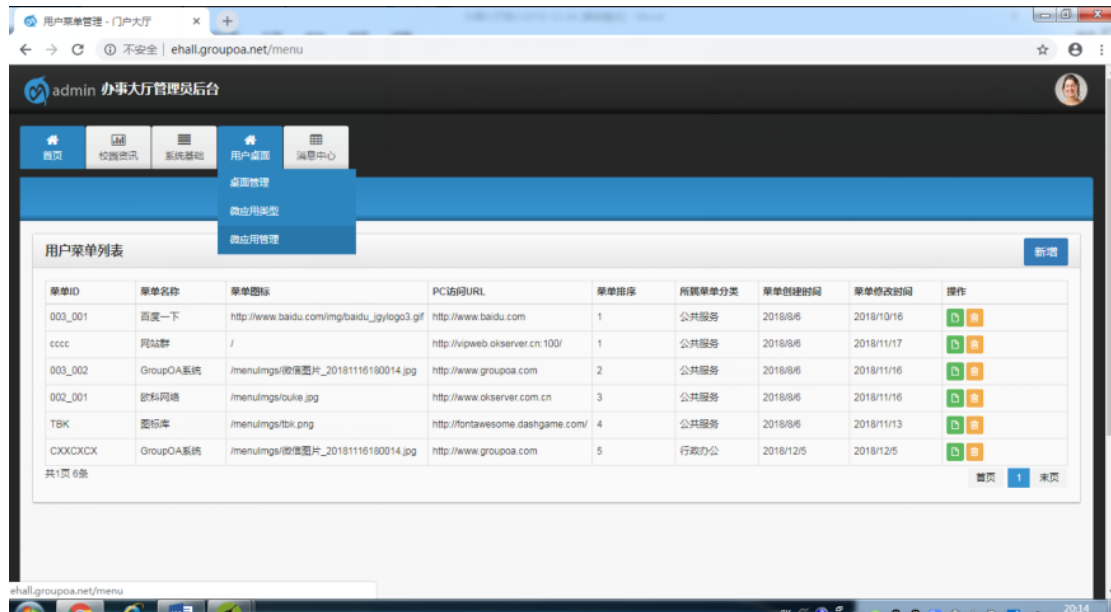 用户菜单管理 - 门户大厅
不安全 | ehall.groupoa.net/menu
admin 办事大厅管理员后台
首页 校园资讯 系统基础 用户桌面 消息中心
桌面管理
微应用类型
微应用管理
用户菜单列表 新增
菜单ID 菜单名称 菜单图标 PC访问URL 菜单排序 所属菜单分类 菜单创建时间 菜单修改时间 操作
003_001 百度一下 http://www.baidu.com/img/baidu_jgylogo3.gif http://www.baidu.com 1 公共服务 2018/8/6 2018/10/16
cccc 网站群 / http://vipweb.okserver.cn:100/ 1 公共服务 2018/8/6 2018/11/17
003_002 GroupOA系统 /menuImgs/微信图片_20181116180014.jpg http://www.groupoa.com 2 公共服务 2018/8/6 2018/11/16
002_001 欧科网络 /menuImgs/ouke.jpg http://www.okserver.com.cn 3 公共服务 2018/8/6 2018/11/16
TBK 图标库 /menuImgs/tbk.png http://fontawesome.dashgame.com/ 4 公共服务 2018/8/6 2018/11/13
CXXCXCX GroupOA系统 /menuImgs/微信图片_20181116180014.jpg http://www.groupoa.com 5 行政办公 2018/12/5 2018/12/5
共1页 6条 首页 1 末页
ehall.groupoa.net/menu
20:14